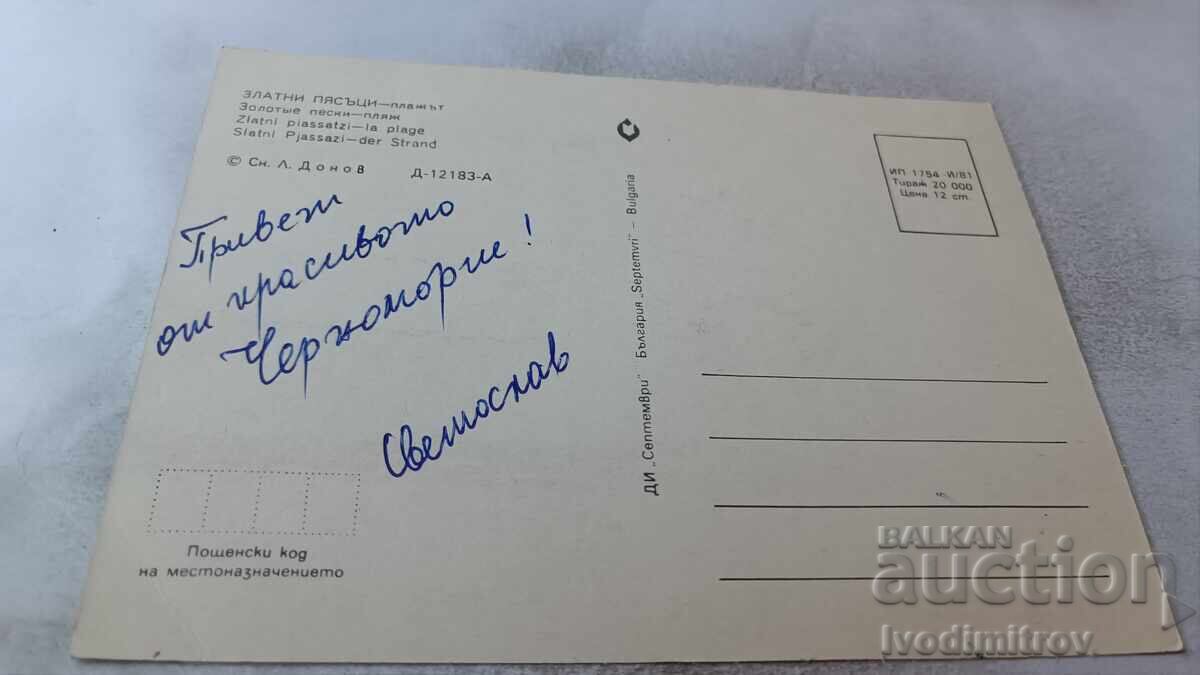 ЗЛАТНИ ПЯСЪЦИ—плажът
Золотые пески—пляж
Zlatni piassatzi—la plage
Slatni Pjassazi—der Strand
© Сн. Л. Донов Д-12183-А
Привет
от красивото
Черноморие!
Светослав
Пощенски код
на местоназначението
ДИ „Септември" България „Septemvri" – Bulgaria
ИП 1754 И/81
Тираж 20 000
Цена 12 ст.
BALKAN
auction
Ivodimitrov